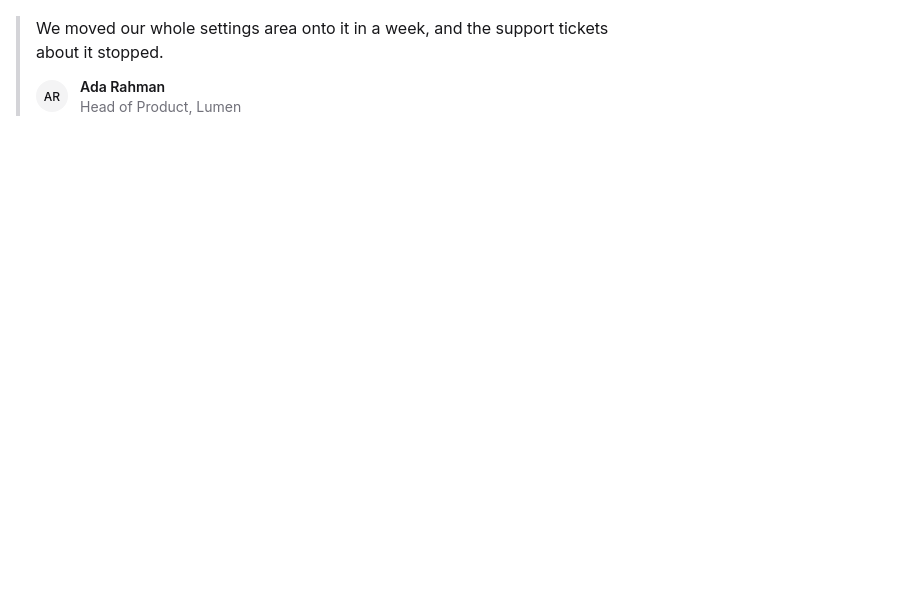 We moved our whole settings area onto it in a week, and the support tickets
about it stopped.
AR
Ada Rahman
Head of Product, Lumen